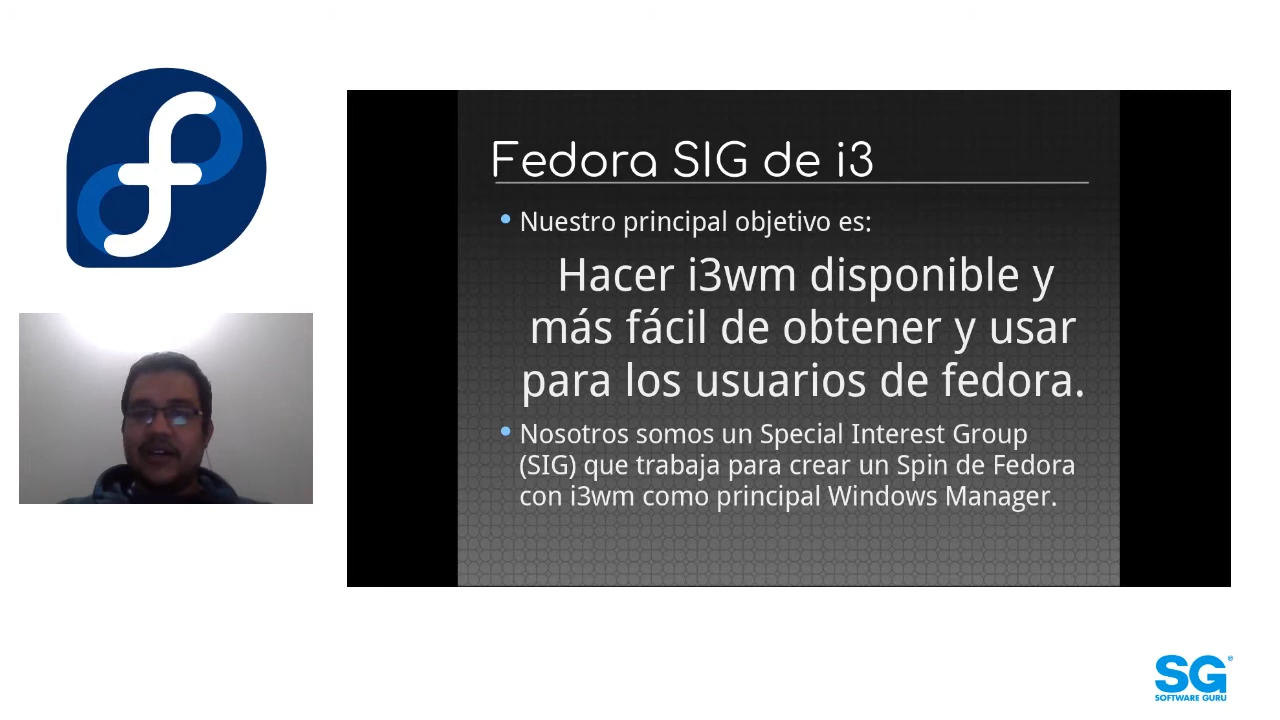 Fedora SIG de i3
Nuestro principal objetivo es:
Hacer i3wm disponible y
más fácil de obtener y usar
para los usuarios de fedora.
Nosotros somos un Special Interest Group
(SIG) que trabaja para crear un Spin de Fedora
con i3wm como principal Windows Manager.
SG®
SOFTWARE GURU